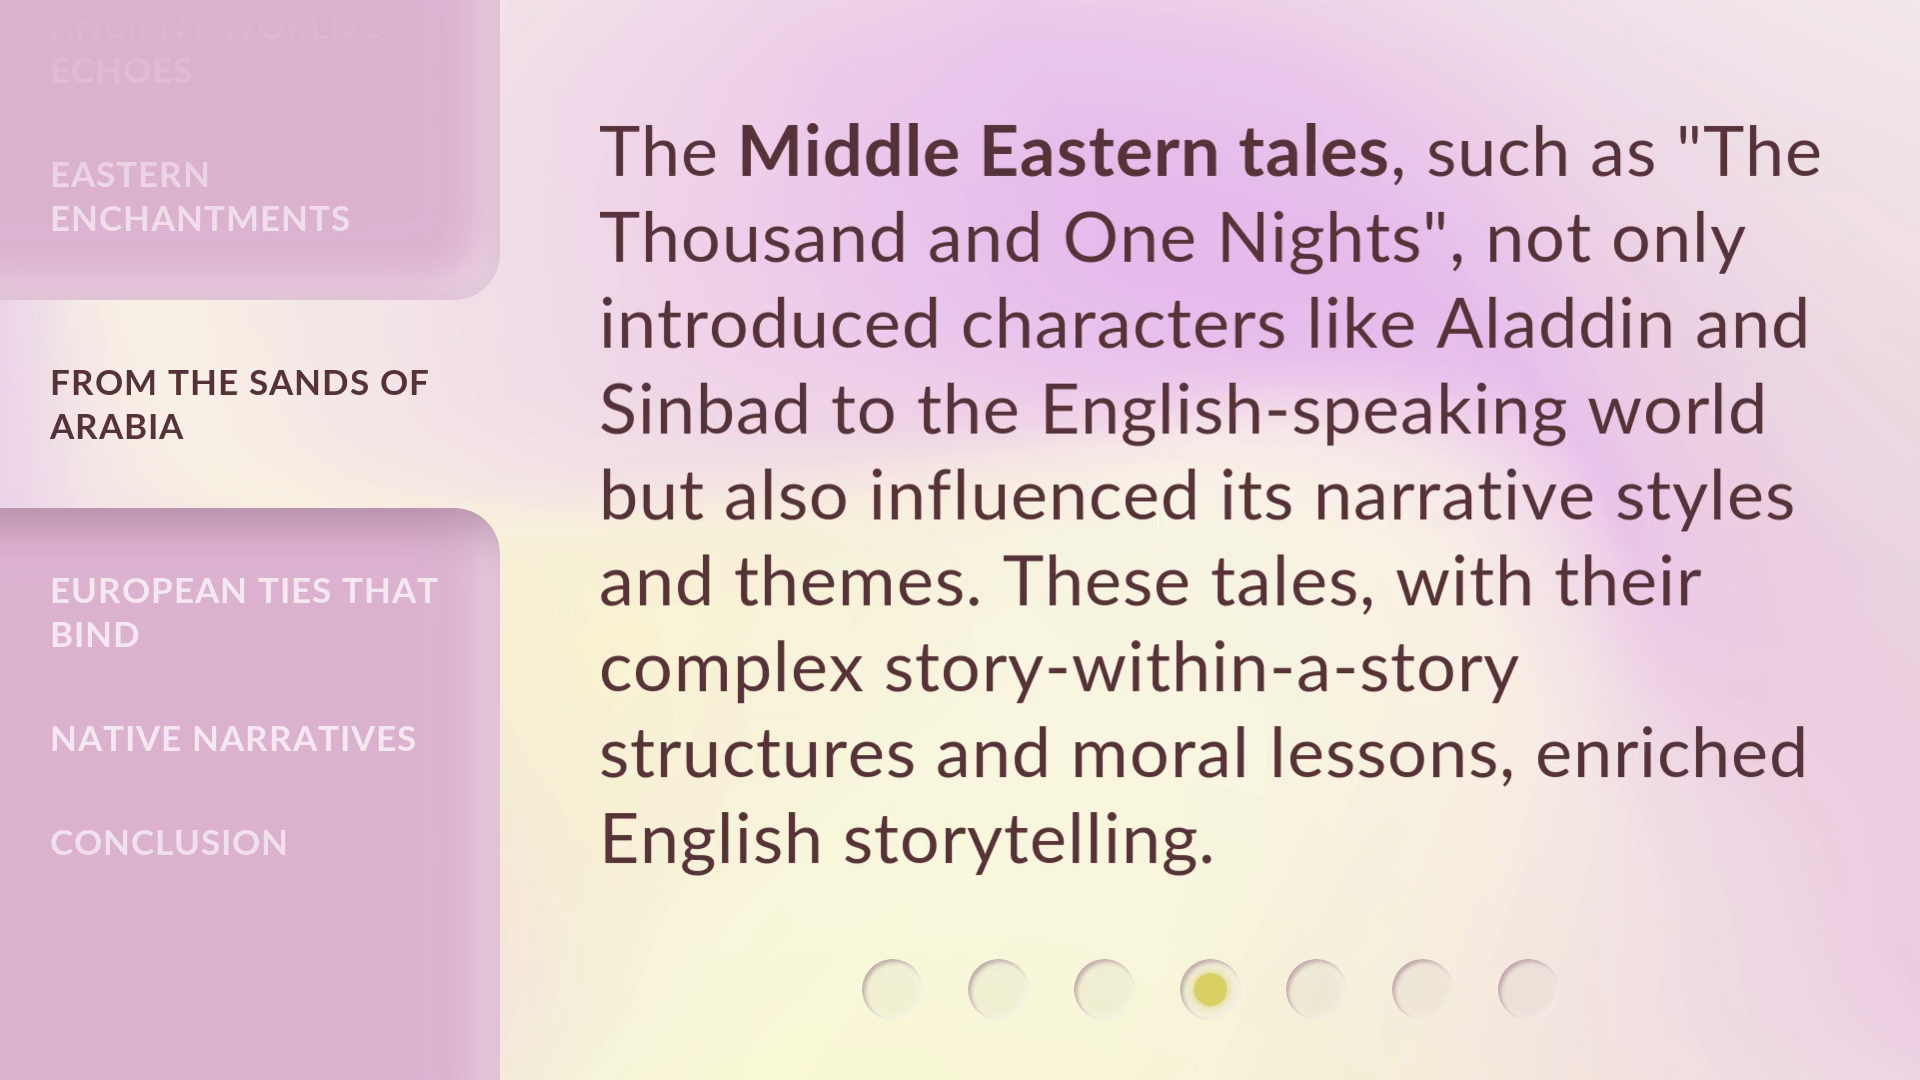 ANCIENT WORLD'S
ECHOES
EASTERN
ENCHANTMENTS
FROM THE SANDS OF
ARABIA
EUROPEAN TIES THAT
BIND
NATIVE NARRATIVES
CONCLUSION
The Middle Eastern tales, such as "The
Thousand and One Nights", not only
introduced characters like Aladdin and
Sinbad to the English-speaking world
but also influenced its narrative styles
and themes. These tales, with their
complex story-within-a-story
structures and moral lessons, enriched
English storytelling.